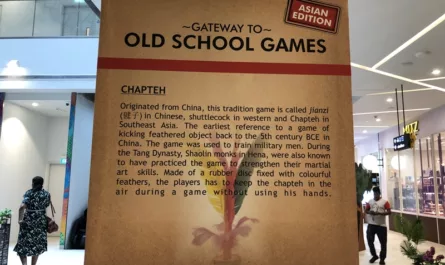 ~GATEWAY TO~
ASIAN
EDITION
OLD SCHOOL GAMES
CHAPTEH
Originated from China, this tradition game is called Jianzi
(毽子) in Chinese, shuttlecock in western and Chapteh in
Southeast Asia. The earliest reference to a game of
kicking feathered object back to the 5th century BCE in
China. The game was used to train military men. During
the Tang Dynasty, Shaolin monks in Hena, were also known
to have practiced the game to strengthen their martial
art skills. Made of a rubber disc fixed with colourful
feathers, the players has to keep the chapteh in the
air during a game without using his hands.